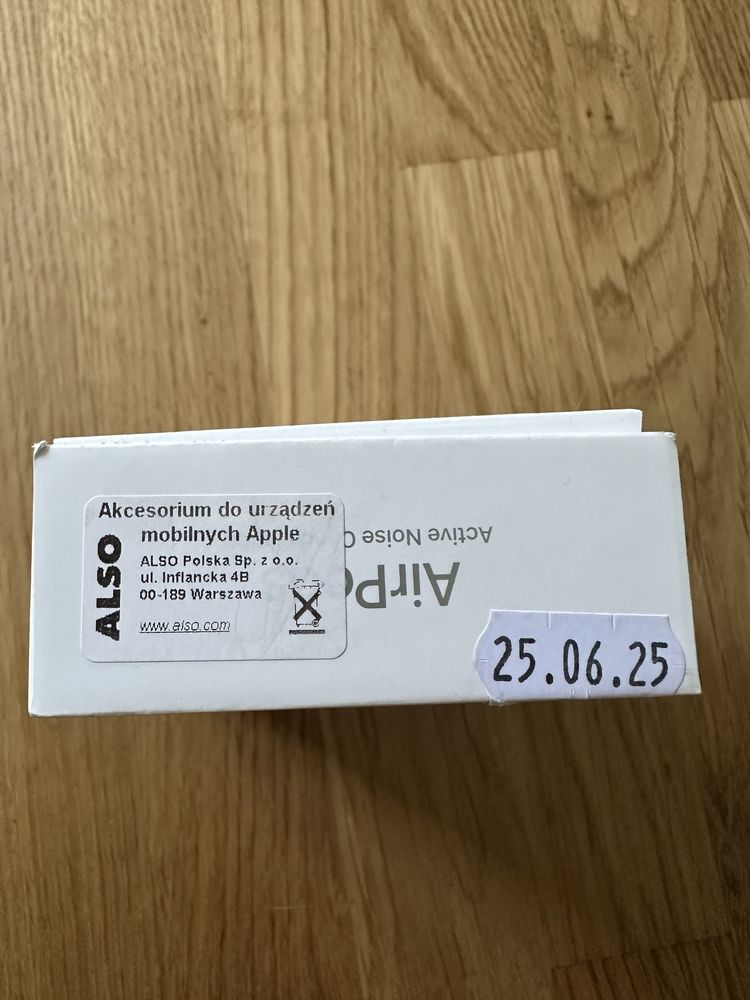 Akcesorium do urządzeń
mobilnych Apple
ALSO
ALSO Polska Sp. z o.o.
ul. Inflancka 4B
00-189 Warszawa
www.also.com
Active Noise
25.06.25